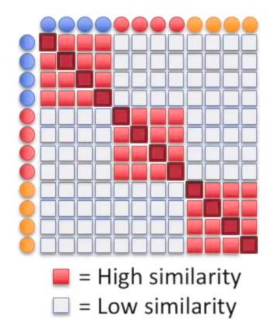 = High similarity
= Low similarity